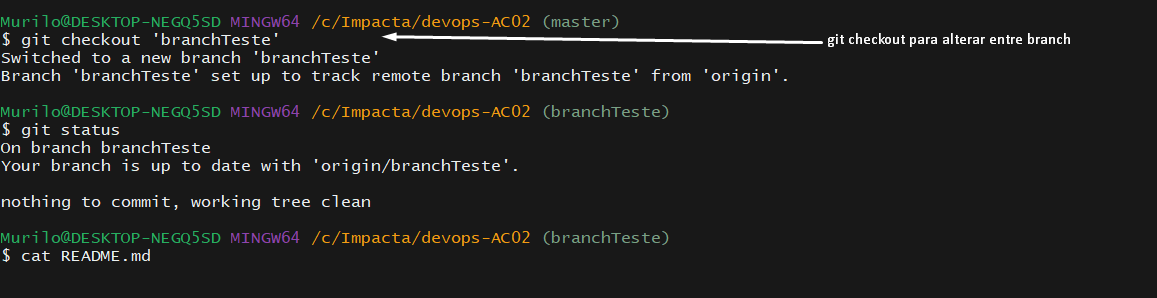 Murilo@DESKTOP-NEGQ5SD MINGW64 /c/Impacta/devops-AC02 (master)
$ git checkout 'branchTeste'
git checkout para alterar entre branch
Switched to a new branch 'branchTeste'
Branch 'branchTeste' set up to track remote branch 'branchTeste' from 'origin'.
Murilo@DESKTOP-NEGQ5SD MINGW64 /c/Impacta/devops-AC02 (branchTeste)
$ git status
On branch branchTeste
Your branch is up to date with 'origin/branchTeste'.
nothing to commit, working tree clean
Murilo@DESKTOP-NEGQ5SD MINGW64 /c/Impacta/devops-AC02 (branchTeste)
$ cat README.md